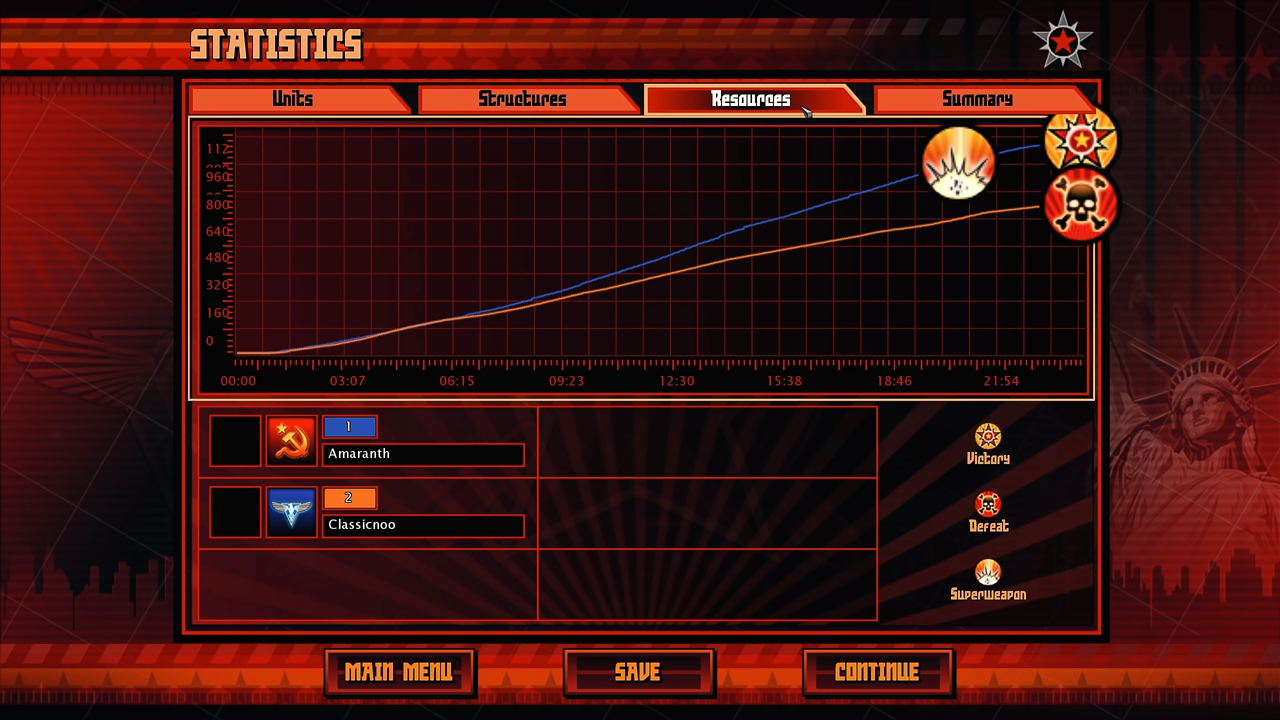 STATISTICS
Units Structures Resources Summary
112
960
800
640
480
320
160
0
00:00 03:07 06:15 09:23 12:30 15:38 18:46 21:54
1
Amaranth
2
Classicnoo
Victory
Defeat
Superweapon
MAIN MENU SAVE CONTINUE